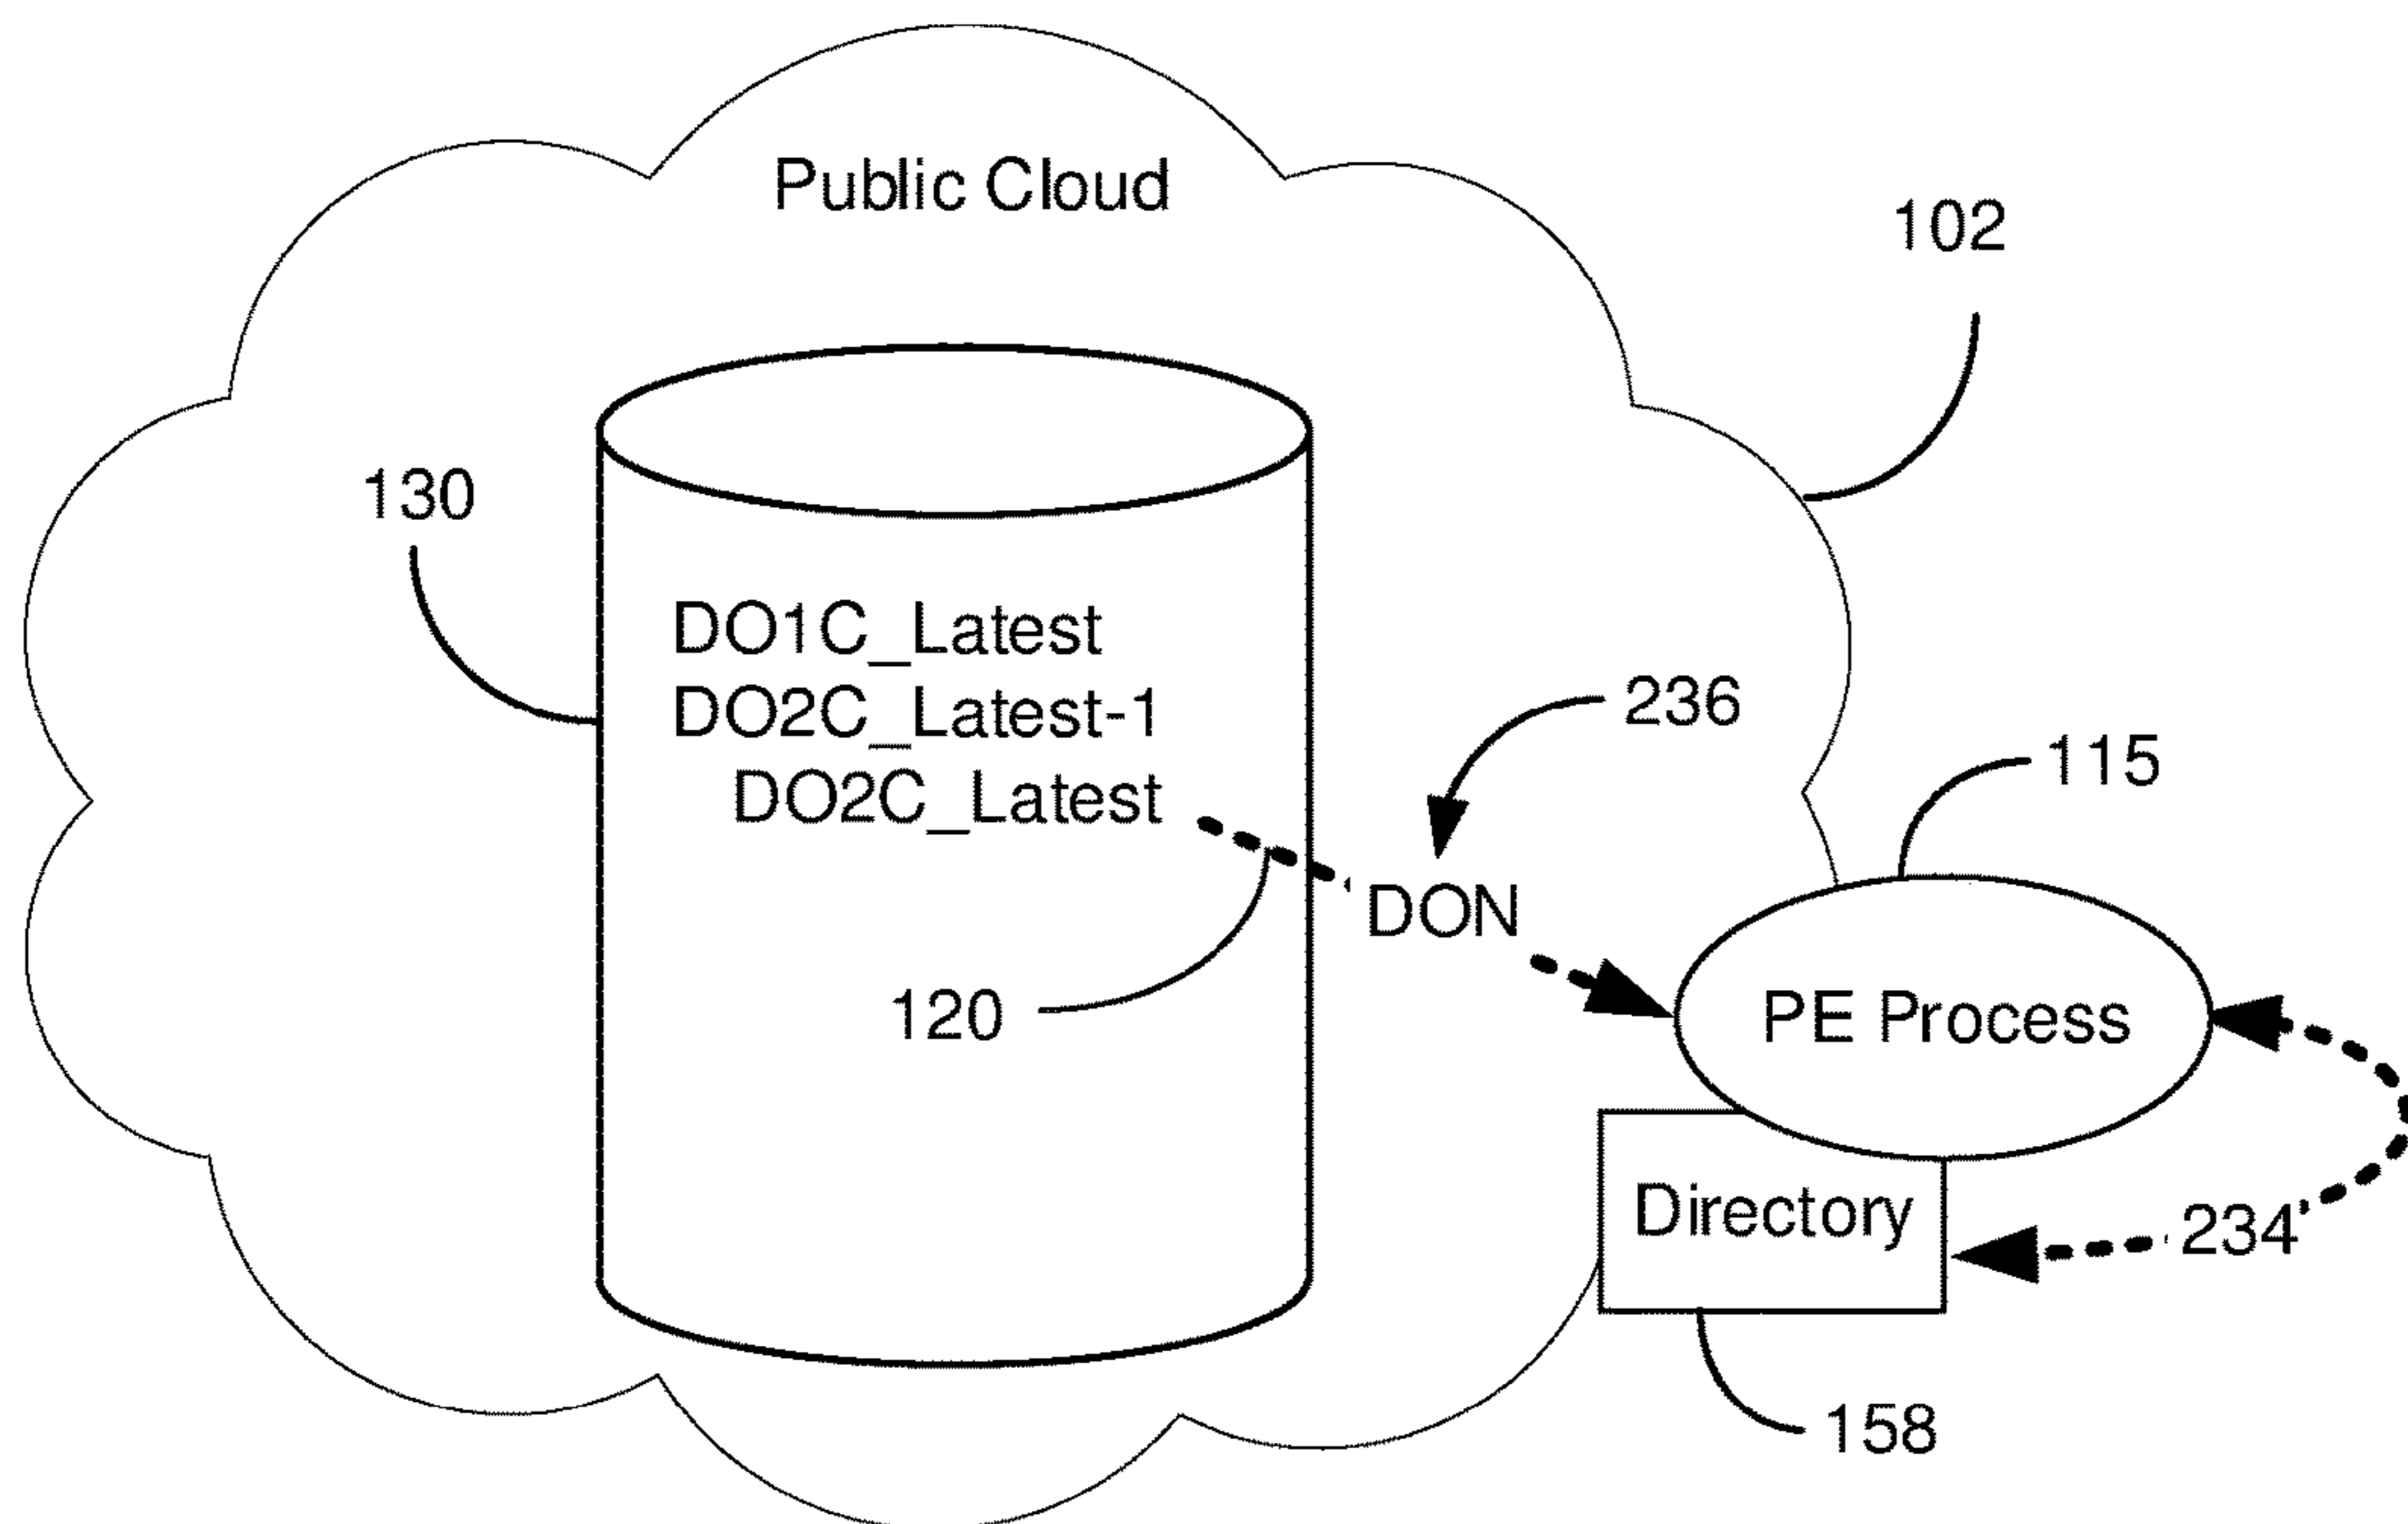 Public Cloud
102
130
DO1C_Latest
DO2C_Latest-1
DO2C_Latest
236
115
DON
120
PE Process
Directory
234
158